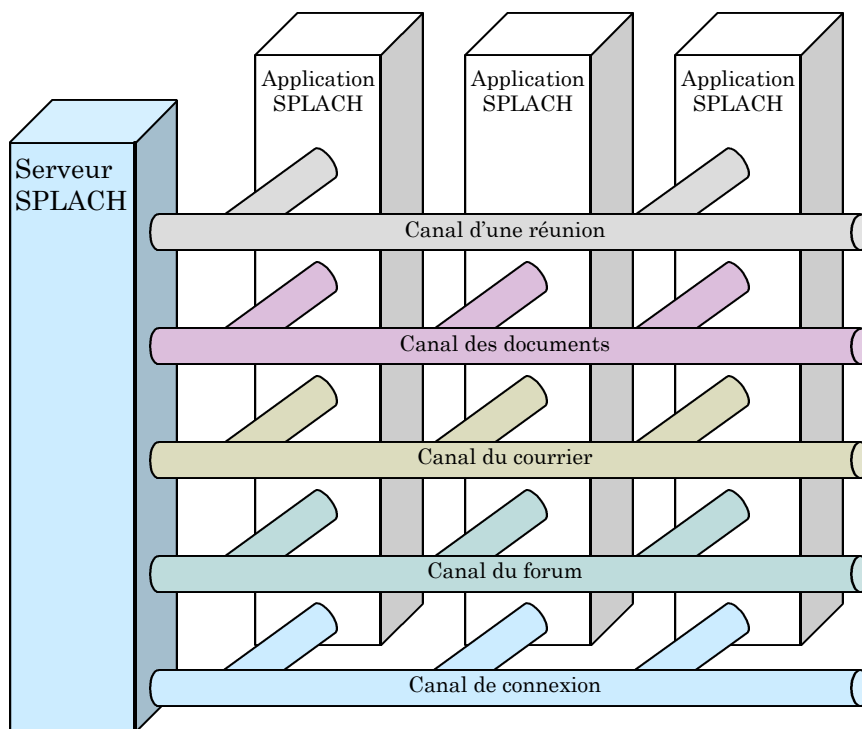 Application
SPLACH
Application
SPLACH
Application
SPLACH
Serveur
SPLACH
Canal d'une réunion
Canal des documents
Canal du courrier
Canal du forum
Canal de connexion